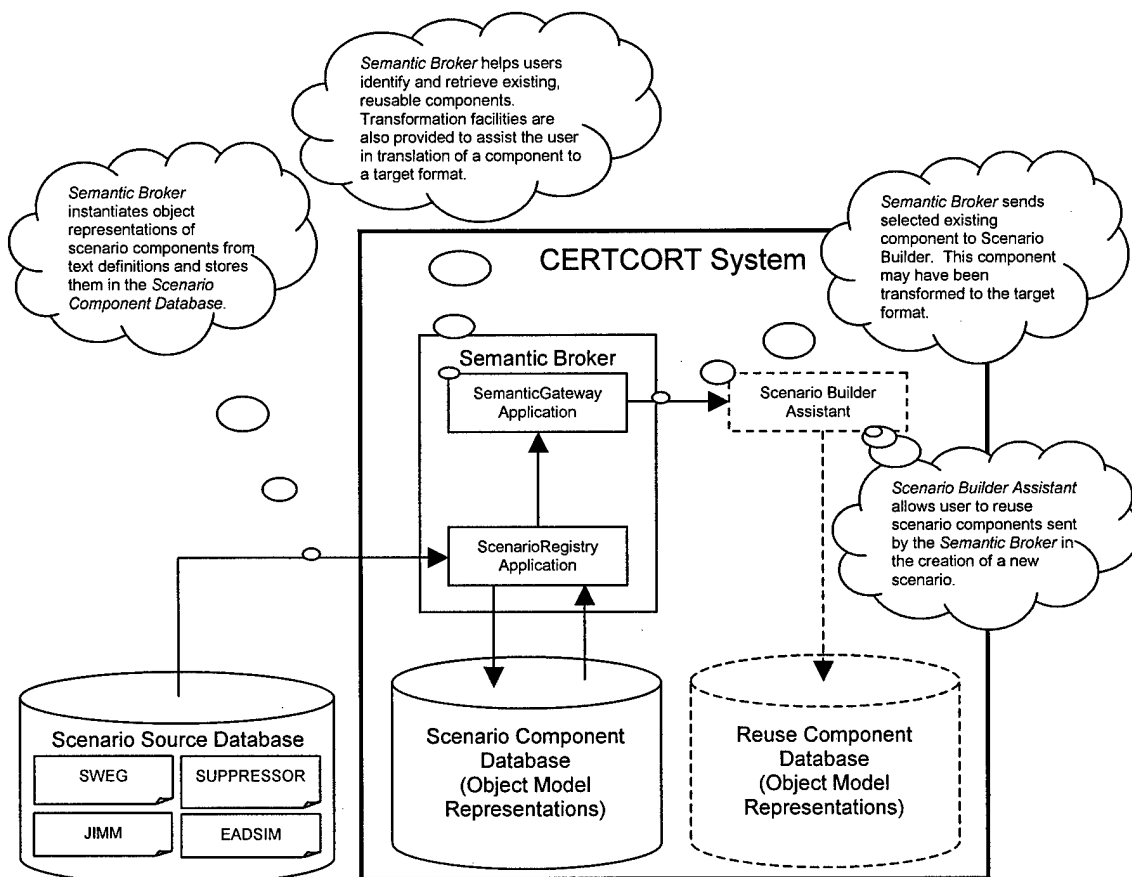 Semantic Broker helps users
identify and retrieve existing,
reusable components.
Transformation facilities are
also provided to assist the user
in translation of a component to
a target format.
Semantic Broker
instantiates object
representations of
scenario components from
text definitions and stores
them in the Scenario
Component Database.
Semantic Broker sends
selected existing
component to Scenario
Builder. This component
may have been
transformed to the target
format.
CERTCORT System
Semantic Broker
SemanticGateway
Application
Scenario Builder
Assistant
Scenario Builder Assistant
allows user to reuse
scenario components sent
by the Semantic Broker in
the creation of a new
scenario.
ScenarioRegistry
Application
Scenario Source Database
SWEG
SUPPRESSOR
JIMM
EADSIM
Scenario Component
Database
(Object Model
Representations)
Reuse Component
Database
(Object Model
Representations)